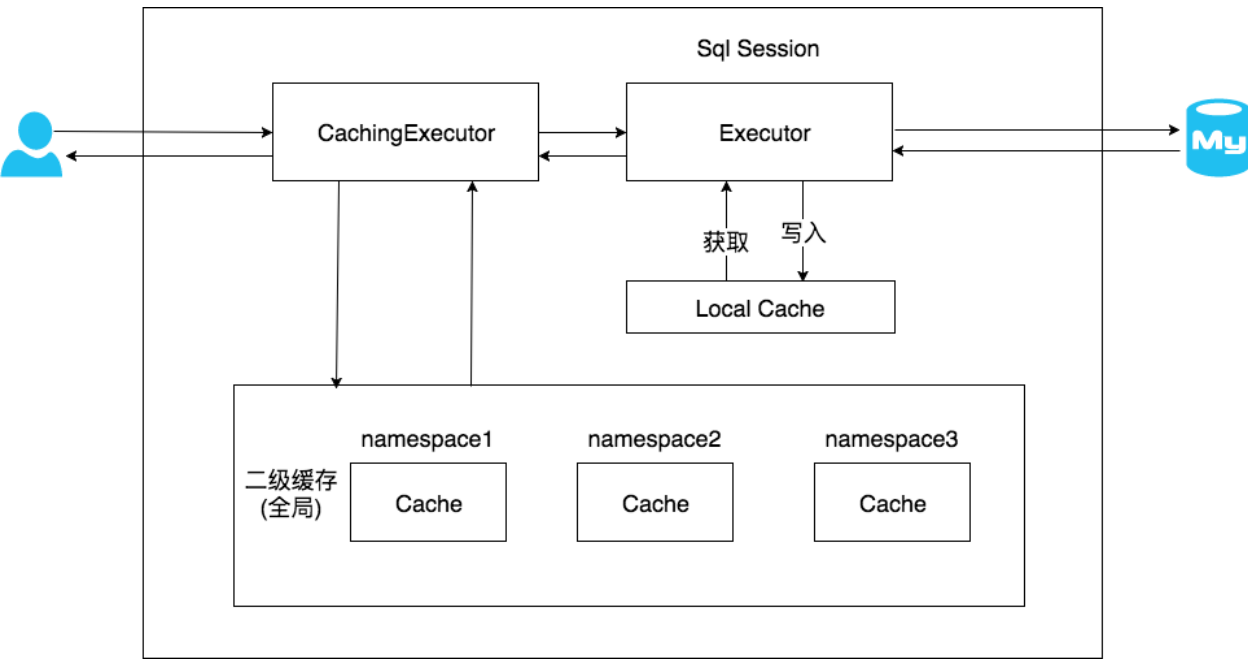 Sql Session
CachingExecutor
Executor
My
获取
写入
Local Cache
namespace1
namespace2
namespace3
二级缓存
(全局)
Cache
Cache
Cache